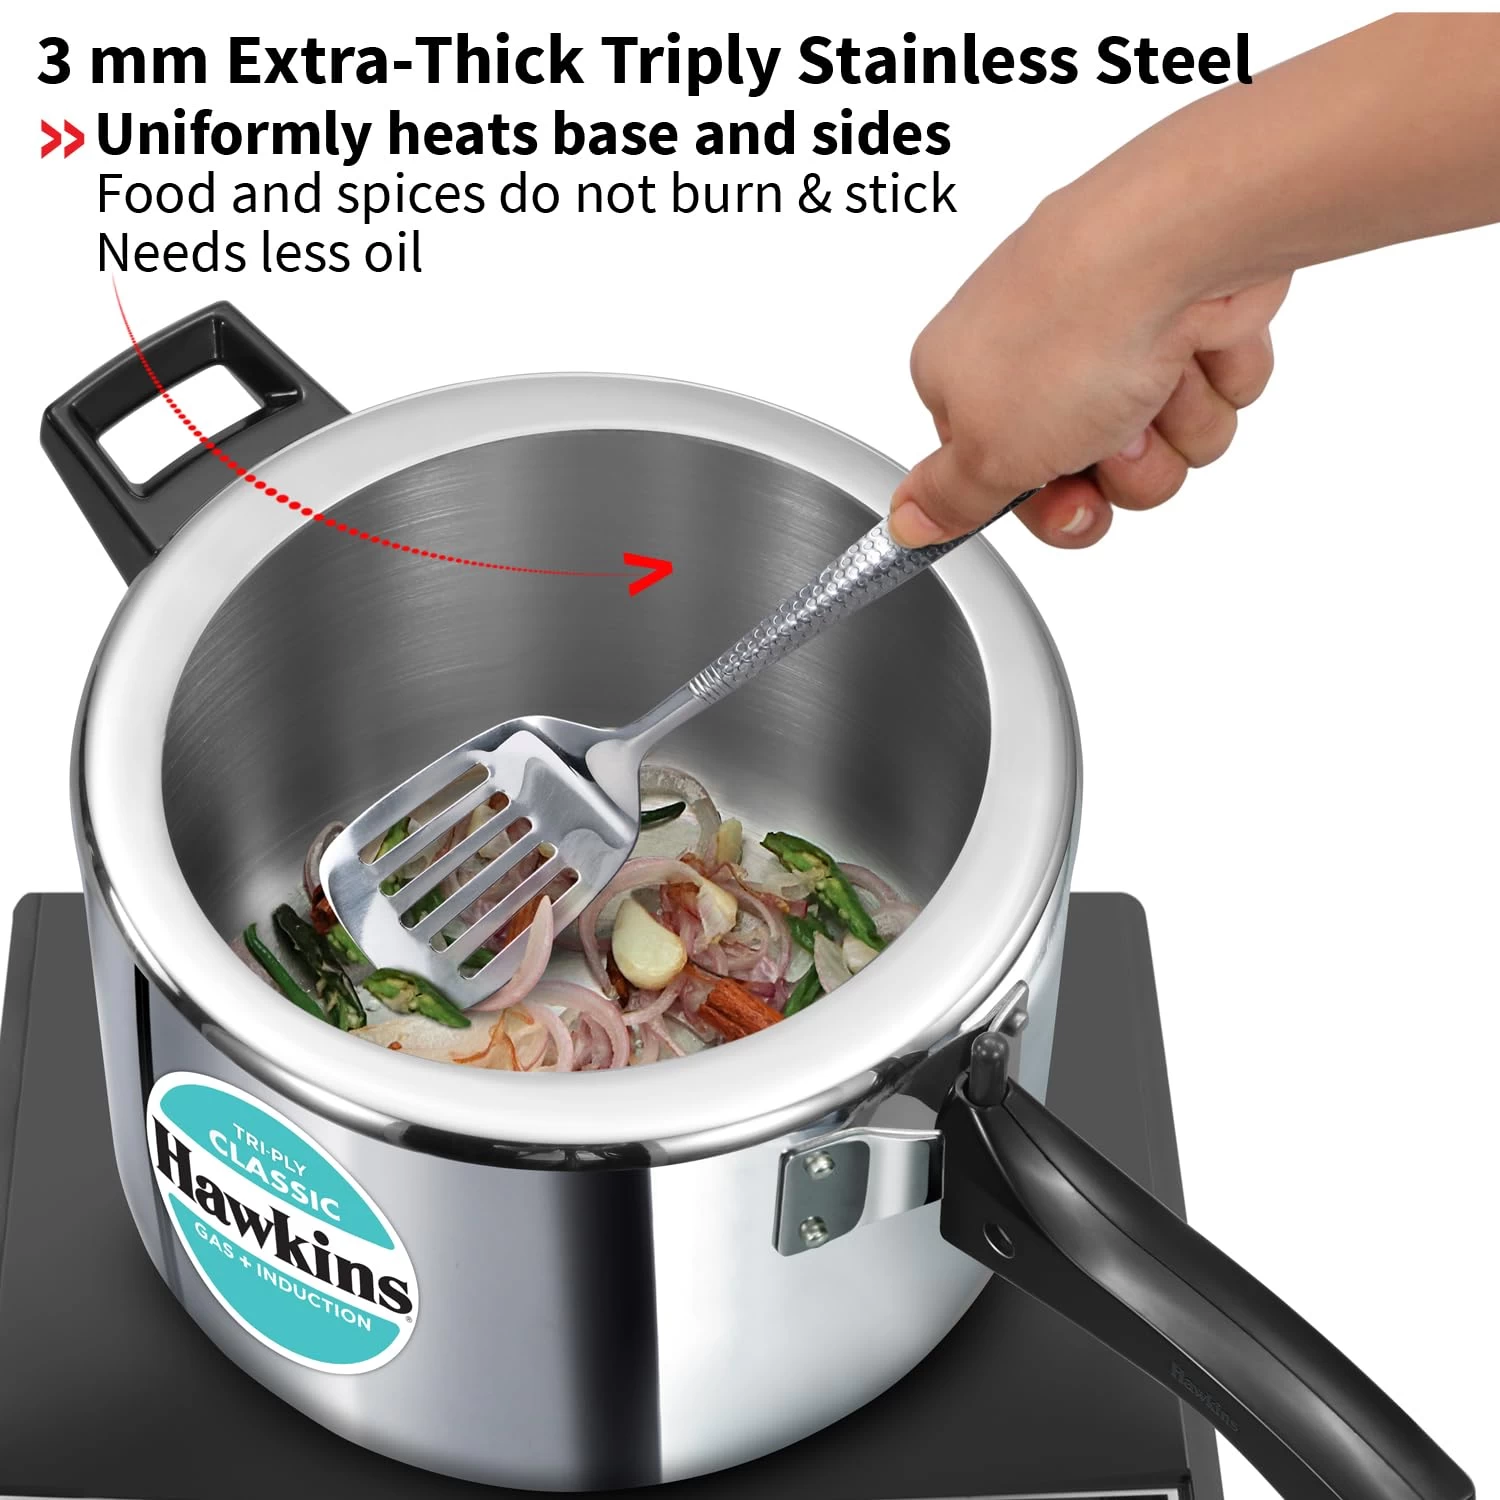 3 mm Extra-Thick Triply Stainless Steel
>> Uniformly heats base and sides
Food and spices do not burn & stick
Needs less oil
TRI-PLY
CLASSIC
Hawkins®
GAS + INDUCTION
Hawkins